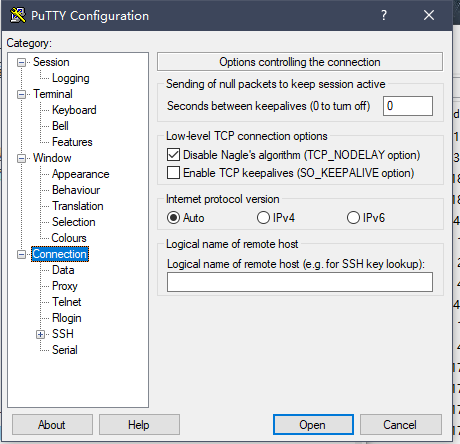 PuTTY Configuration
?
Category:
Session
Logging
Terminal
Keyboard
Bell
Features
Window
Appearance
Behaviour
Translation
Selection
Colours
Connection
Data
Proxy
Telnet
Rlogin
SSH
Serial
Options controlling the connection
Sending of null packets to keep session active
Seconds between keepalives (0 to turn off)
0
Low-level TCP connection options
Disable Nagle's algorithm (TCP_NODELAY option)
Enable TCP keepalives (SO_KEEPALIVE option)
Internet protocol version
Auto IPv4 IPv6
Logical name of remote host
Logical name of remote host (e.g. for SSH key lookup):
About Help Open Cancel